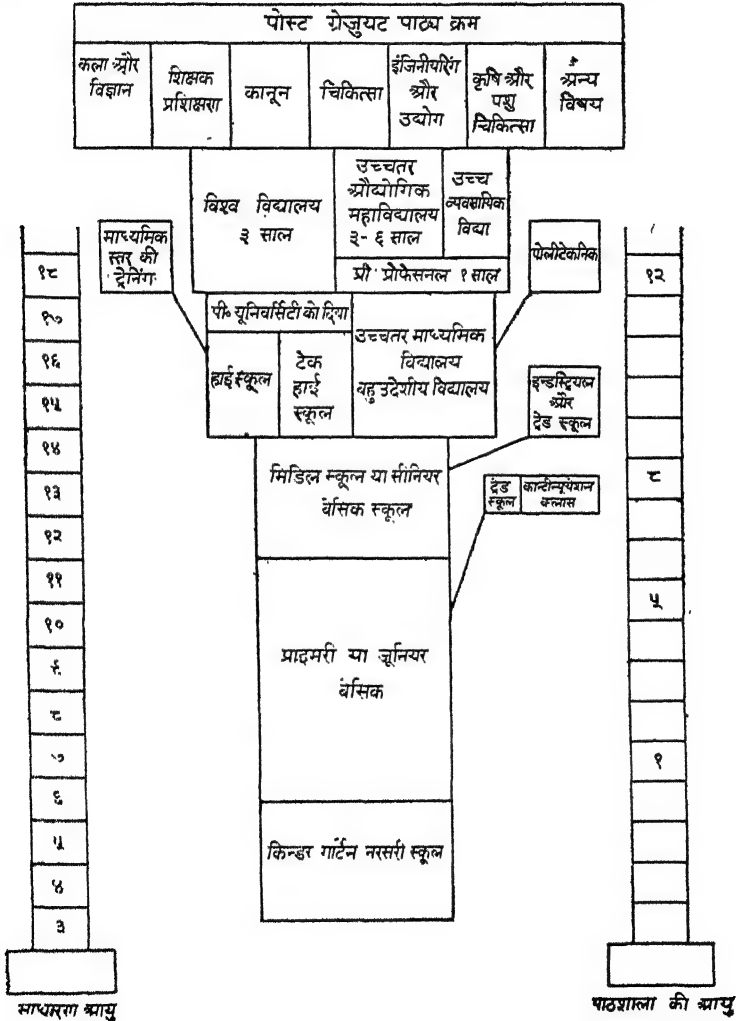 पोस्ट ग्रेजुयट पाठ्य क्रम
कला और
विज्ञान
शिक्षक
प्रशिक्षण
कानून
चिकित्सा
इंजिनीयरिंग
और
उद्योग
कृषि और
पशु
चिकित्सा
अन्य
विषय
विश्व विद्यालय
३ साल
उच्चतर
औद्योगिक
महाविद्यालय
३-६ साल
उच्च
व्यवसायिक
विद्या
प्री प्रोफेसनल १ साल
माध्यमिक
स्तर की
ट्रेनिंग
पोलीटेकनिक
पी॰ यूनिवर्सिटी को दिया
हाई स्कूल
टेक
हाई
स्कूल
उच्चतर माध्यमिक
विद्यालय
बहु उदेशीय विद्यालय
इन्डस्ट्रियल
और
ट्रेड स्कूल
मिडिल स्कूल या सीनियर
बेसिक स्कूल
ट्रेड
स्कूल
कान्टीन्यूयेशन
क्लास
प्राइमरी या जूनियर
बेसिक
किन्डर गार्टेन नरसरी स्कूल
१८
१७
१६
१५
१४
१३
१२
११
१०
९
८
७
६
५
४
३
साधारण आयु
१२
८
५
१
पाठशाला की आयु